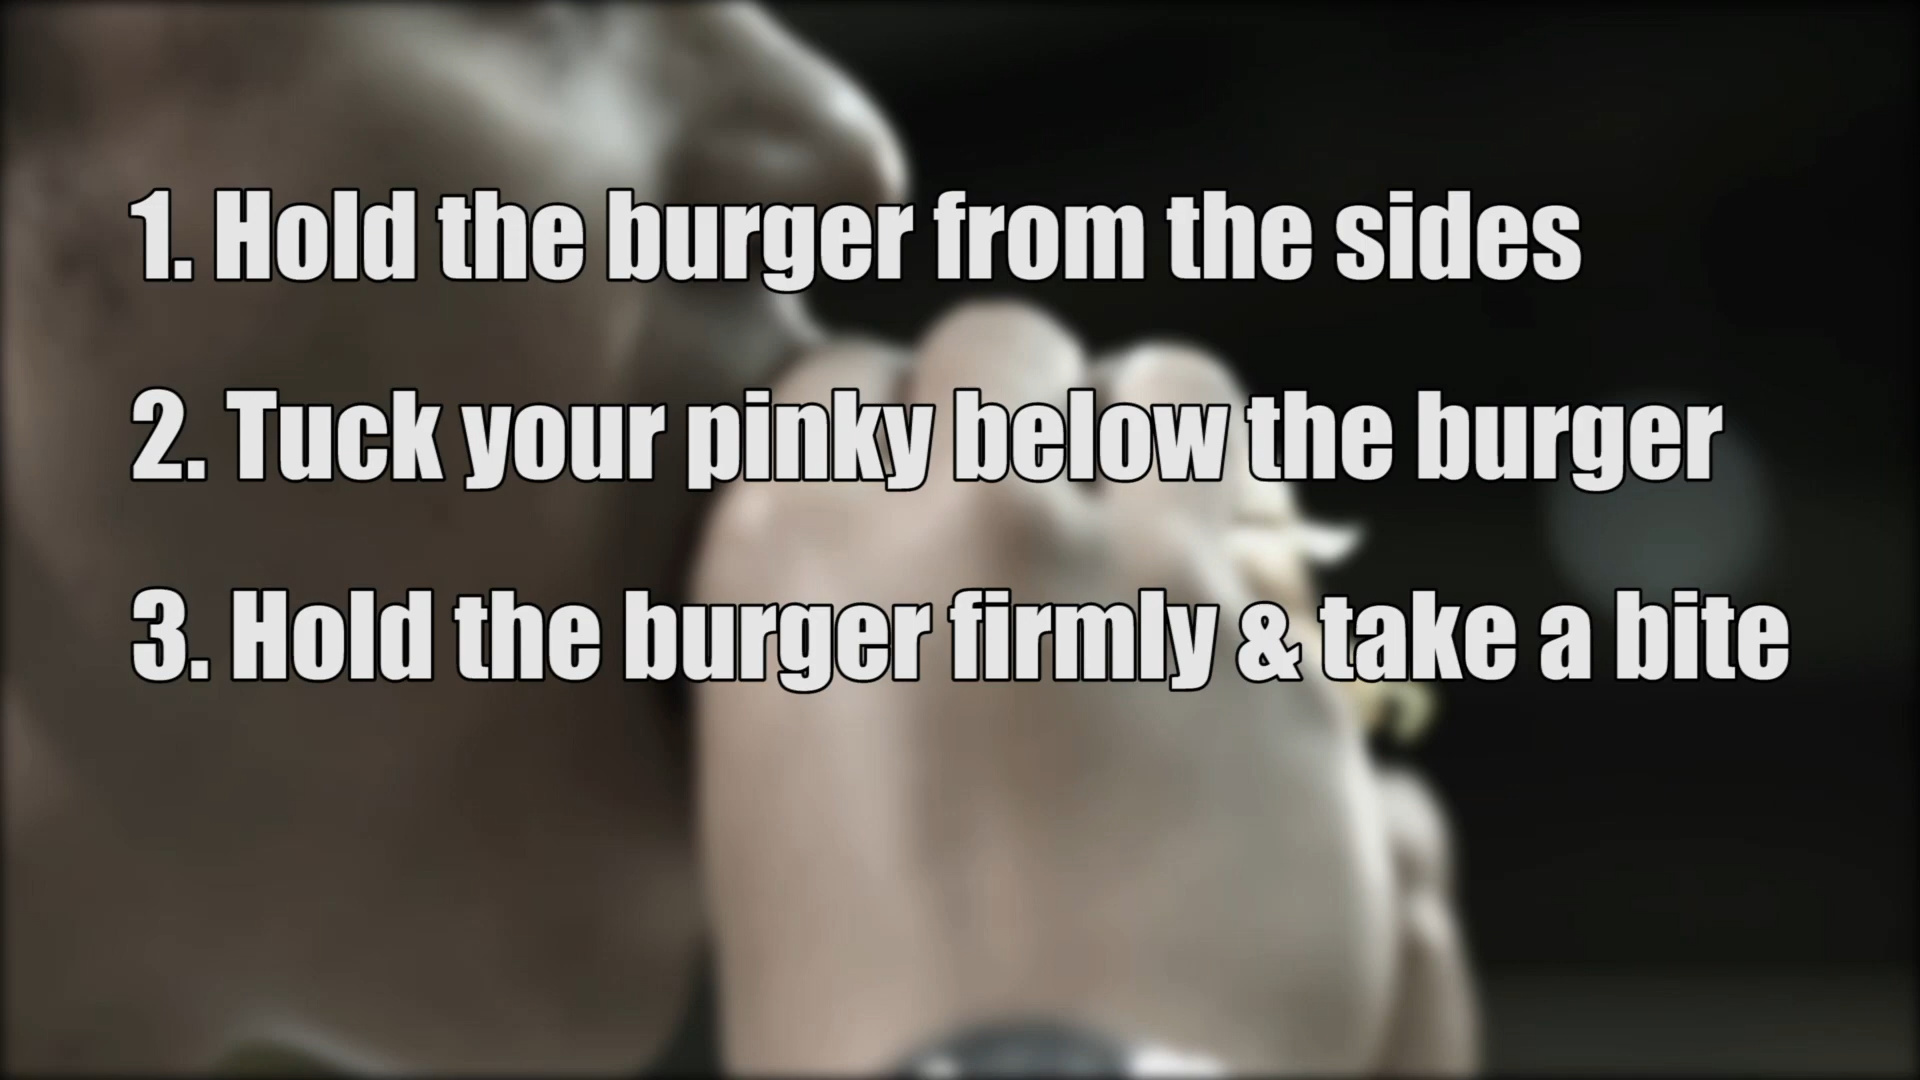 1. Hold the burger from the sides
2. Tuck your pinky below the burger
3. Hold the burger firmly & take a bite